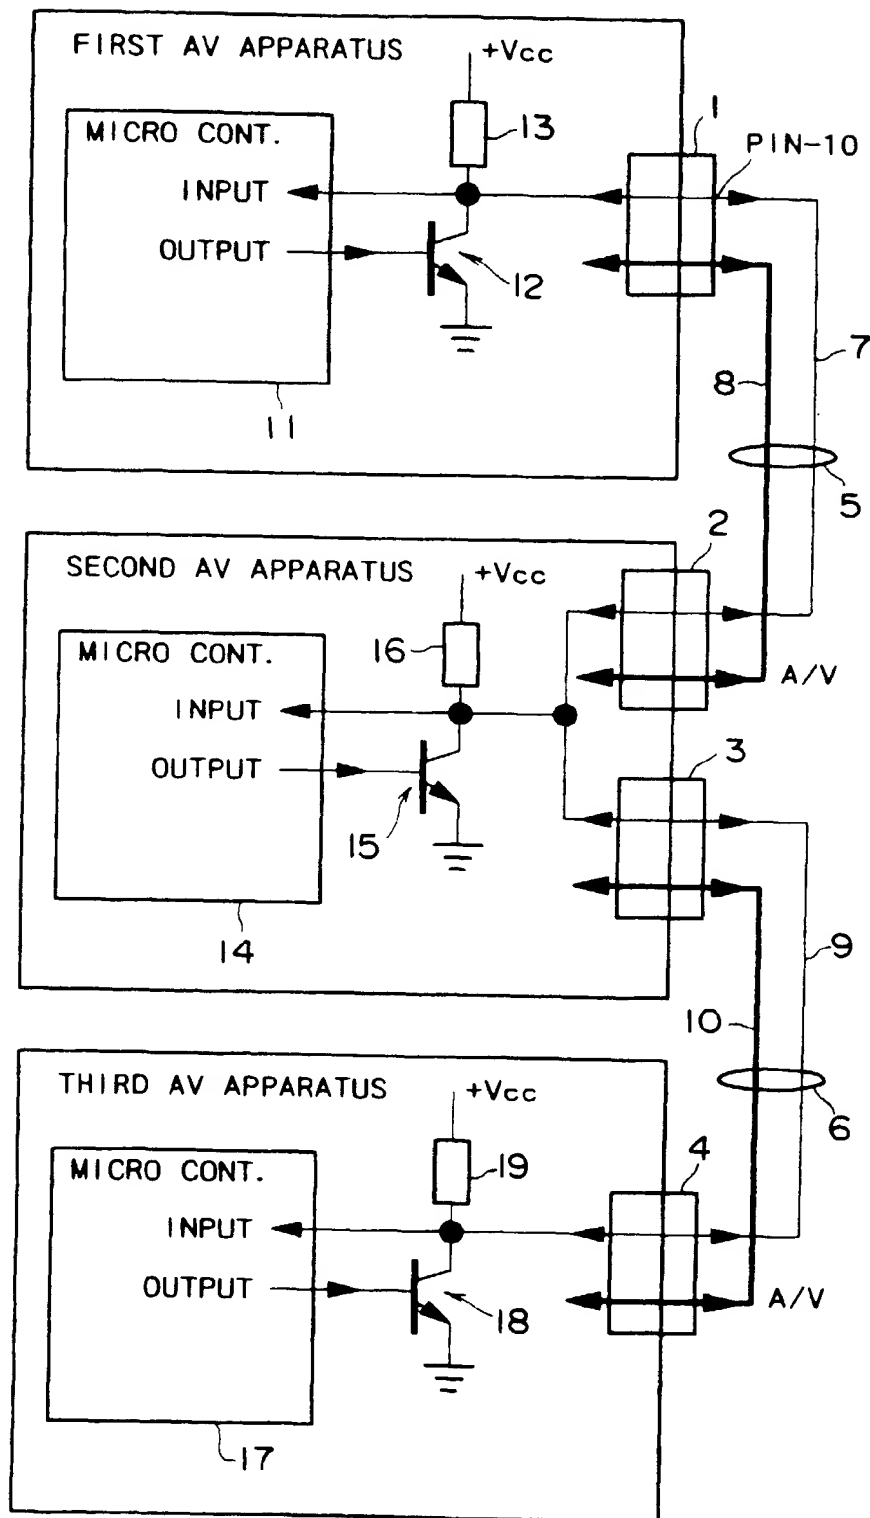 FIRST AV APPARATUS
+Vcc
MICRO CONT.
13
1
PIN-10
INPUT
OUTPUT
12
11
7
8
5
SECOND AV APPARATUS
+Vcc
2
MICRO CONT.
16
INPUT
A/V
OUTPUT
3
15
14
9
10
THIRD AV APPARATUS
+Vcc
6
MICRO CONT.
19
4
INPUT
OUTPUT
18
A/V
17